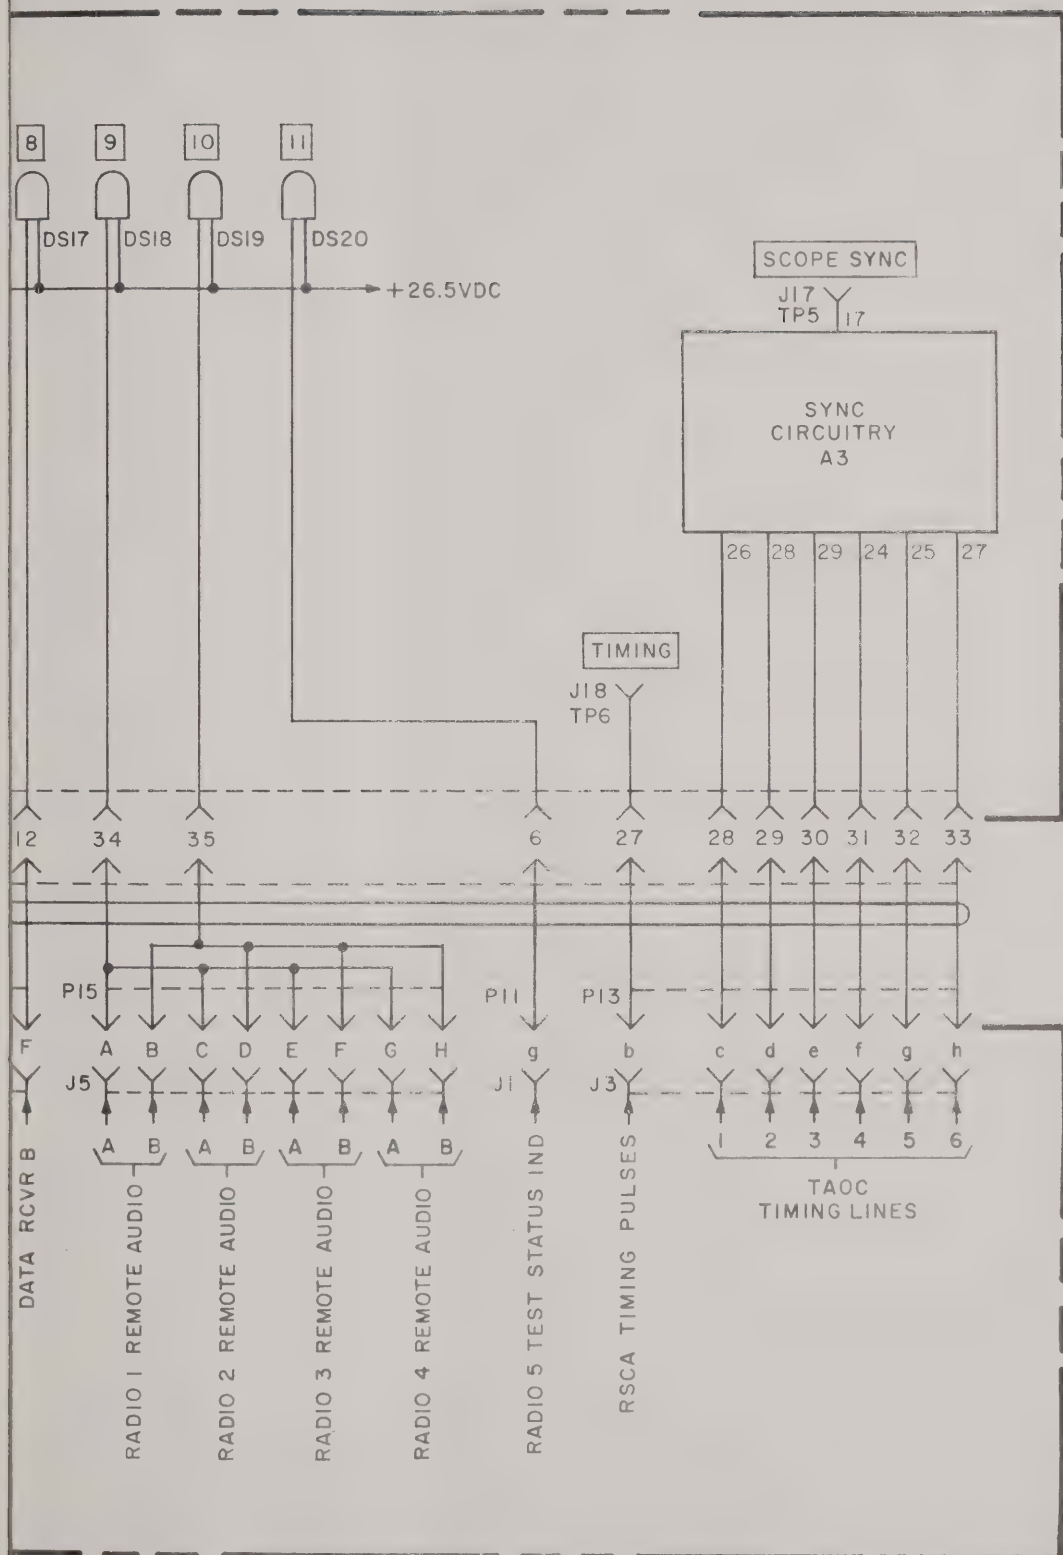 8 9 10 11
DS17 DS18 DS19 DS20
+26.5VDC
SCOPE SYNC
J17
TP5 17
SYNC
CIRCUITRY
A3
26 28 29 24 25 27
TIMING
J18
TP6
12 34 35 6 27 28 29 30 31 32 33
P15 P11 P13
F A B C D E F G H g b c d e f g h
J5 J1 J3
A B A B A B A B 1 2 3 4 5 6
DATA RCVR B
RADIO 1 REMOTE AUDIO
RADIO 2 REMOTE AUDIO
RADIO 3 REMOTE AUDIO
RADIO 4 REMOTE AUDIO
RADIO 5 TEST STATUS IND
RSCA TIMING PULSES
TAOC
TIMING LINES